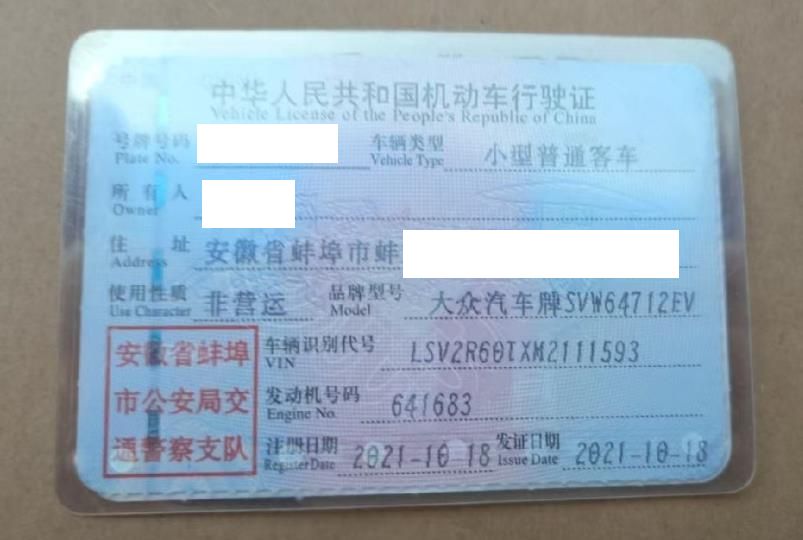 中华人民共和国机动车行驶证
Vehicle License of the People's Republic of China
号牌号码 车辆类型 小型普通客车
Plate No. Vehicle Type
所有人
Owner
住址 安徽省蚌埠市蚌
Address
使用性质 非营运 品牌型号 大众汽车牌SVW64712EV
Use Character Model
安徽省蚌埠
市公安局交
通警察支队
车辆识别代号 LSV2R60TXM2111593
VIN
发动机号码 641683
Engine No.
注册日期 2021-10-18 发证日期 2021-10-18
Register Date Issue Date